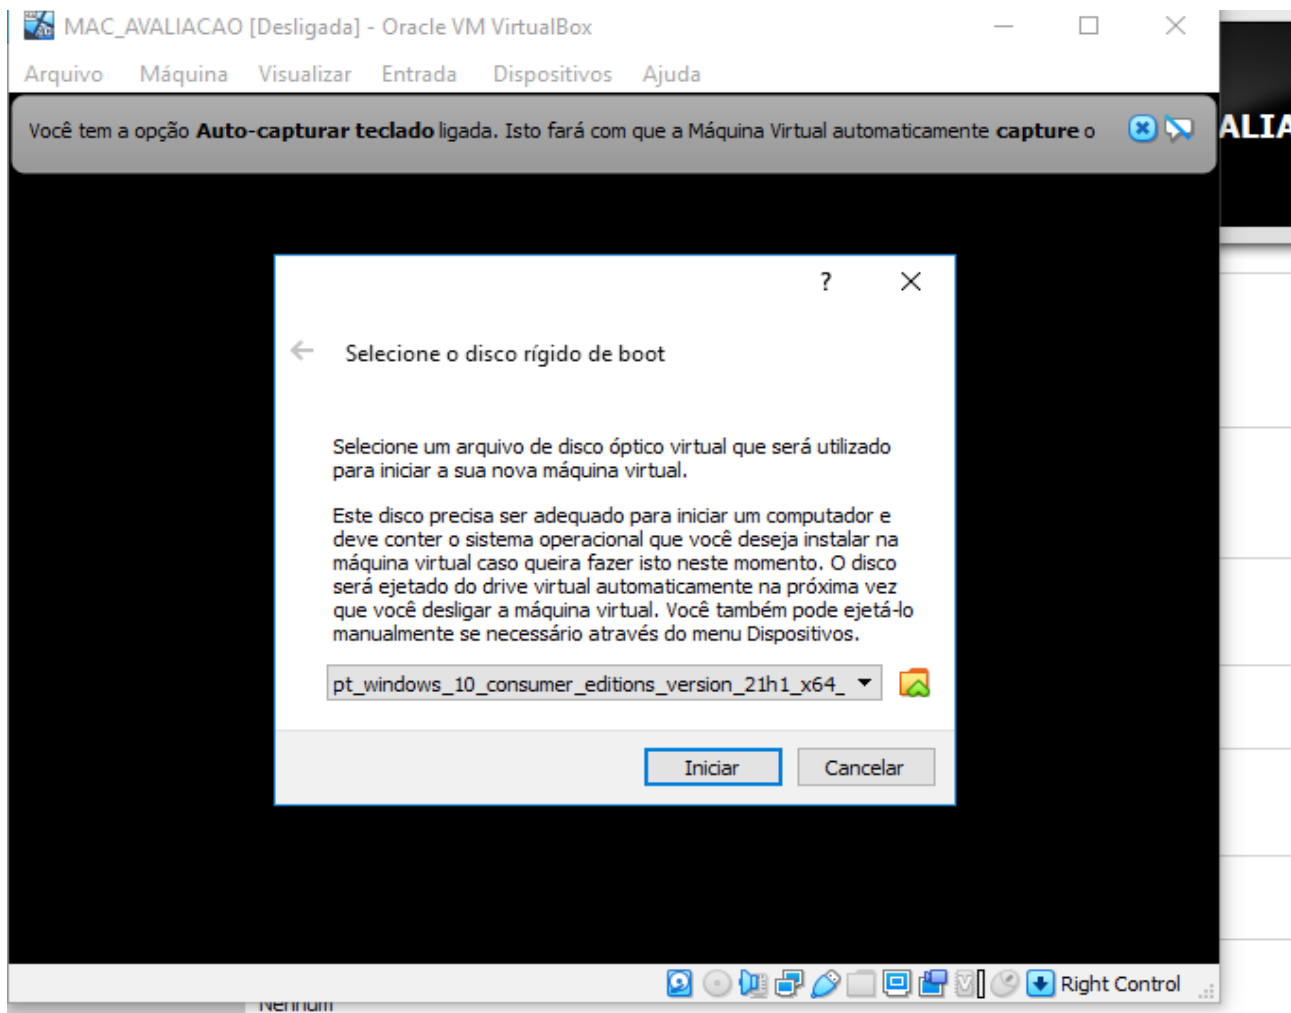 MAC_AVALIACAO [Desligada] - Oracle VM VirtualBox
Arquivo Máquina Visualizar Entrada Dispositivos Ajuda
Você tem a opção Auto-capturar teclado ligada. Isto fará com que a Máquina Virtual automaticamente capture o
ALIA
?
Selecione o disco rígido de boot
Selecione um arquivo de disco óptico virtual que será utilizado
para iniciar a sua nova máquina virtual.
Este disco precisa ser adequado para iniciar um computador e
deve conter o sistema operacional que você deseja instalar na
máquina virtual caso queira fazer isto neste momento. O disco
será ejetado do drive virtual automaticamente na próxima vez
que você desligar a máquina virtual. Você também pode ejetá-lo
manualmente se necessário através do menu Dispositivos.
pt_windows_10_consumer_editions_version_21h1_x64_
Iniciar Cancelar
Right Control
Nenhum